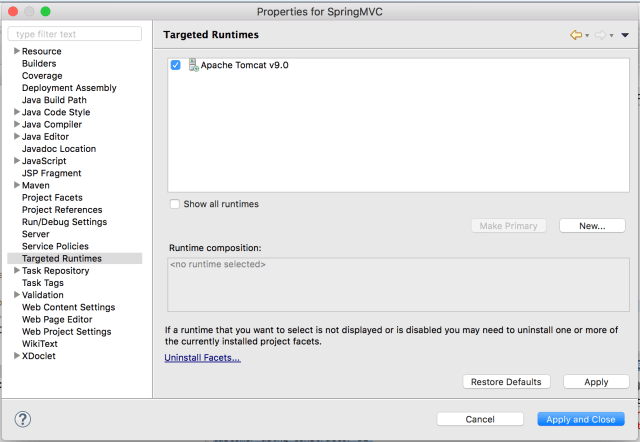 Properties for SpringMVC
type filter text
Targeted Runtimes
Resource
Builders
Coverage
Deployment Assembly
Java Build Path
Java Code Style
Java Compiler
Java Editor
Javadoc Location
JavaScript
JSP Fragment
Maven
Project Facets
Project References
Run/Debug Settings
Server
Service Policies
Targeted Runtimes
Task Repository
Task Tags
Validation
Web Content Settings
Web Page Editor
Web Project Settings
WikiText
XDoclet
Apache Tomcat v9.0
Show all runtimes
Make Primary
New...
Runtime composition:
<no runtime selected>
If a runtime that you want to select is not displayed or is disabled you may need to uninstall one or more of
the currently installed project facets.
Uninstall Facets...
Restore Defaults
Apply
?
Cancel
Apply and Close